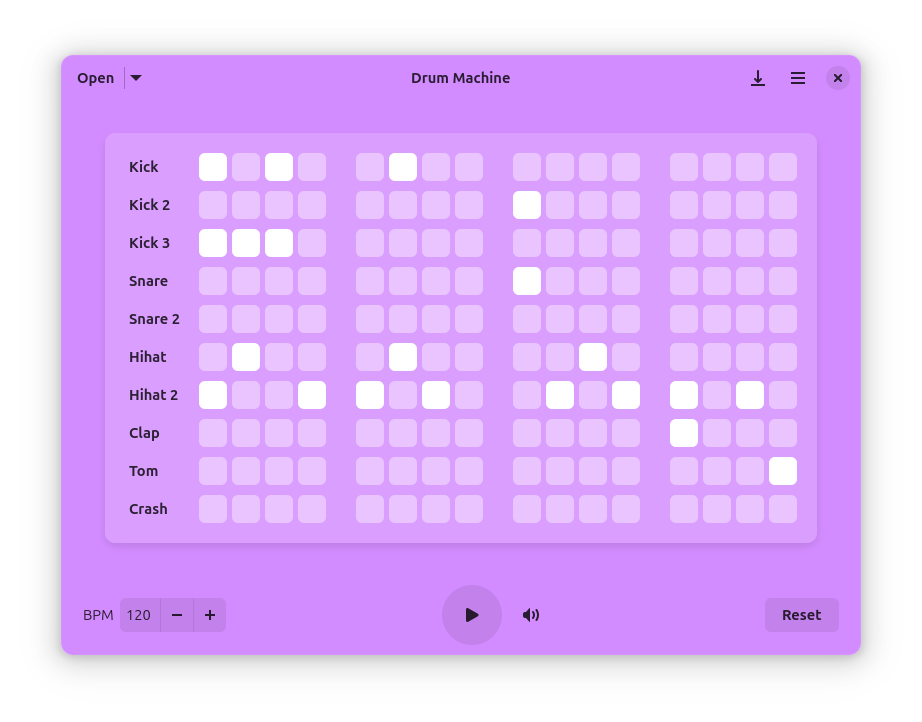 Open
Drum Machine
Kick
Kick 2
Kick 3
Snare
Snare 2
Hihat
Hihat 2
Clap
Tom
Crash
BPM 120
Reset